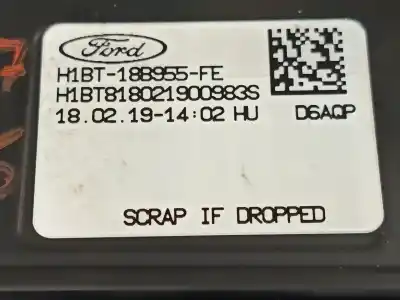 Ford
H1BT-18B955-FE
H1BT818021900983S
18.02.19-14:02 HU D6AQP
SCRAP IF DROPPED